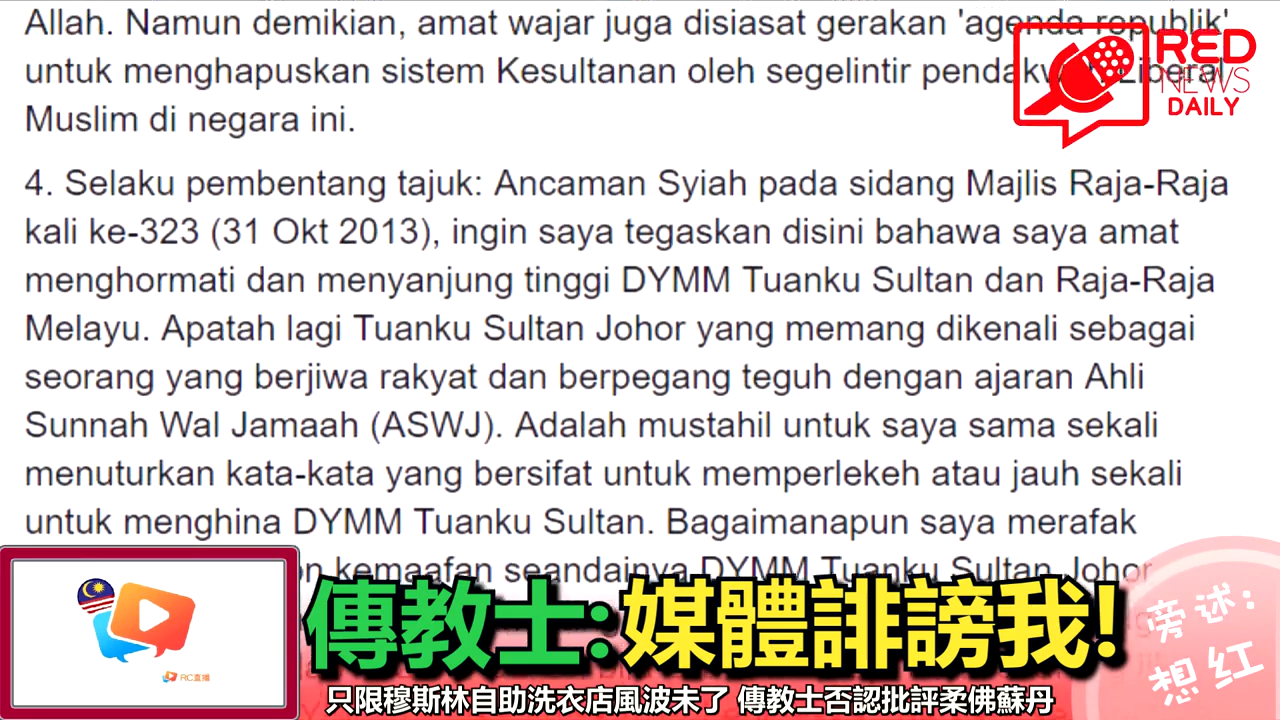 Allah. Namun demikian, amat wajar juga disiasat gerakan 'agenda republik'
untuk menghapuskan sistem Kesultanan oleh segelintir pendakwah Liberal
Muslim di negara ini.
RED
NEWS
DAILY
4. Selaku pembentang tajuk: Ancaman Syiah pada sidang Majlis Raja-Raja
kali ke-323 (31 Okt 2013), ingin saya tegaskan disini bahawa saya amat
menghormati dan menyanjung tinggi DYMM Tuanku Sultan dan Raja-Raja
Melayu. Apatah lagi Tuanku Sultan Johor yang memang dikenali sebagai
seorang yang berjiwa rakyat dan berpegang teguh dengan ajaran Ahli
Sunnah Wal Jamaah (ASWJ). Adalah mustahil untuk saya sama sekali
menuturkan kata-kata yang bersifat untuk memperlekeh atau jauh sekali
untuk menghina DYMM Tuanku Sultan. Bagaimanapun saya merafak
kemaafan seandainya DYMM Tuanku Sultan Johor
RC直播
傳教士:媒體誹謗我!
只限穆斯林自助洗衣店風波未了 傳教士否認批評柔佛蘇丹
旁述:
想红